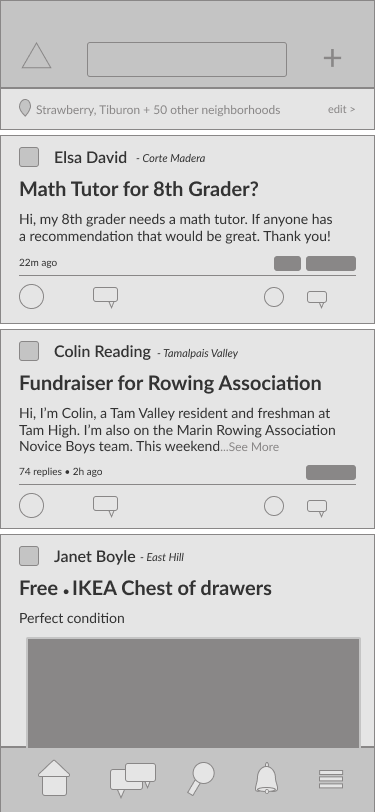 Strawberry, Tiburon + 50 other neighborhoods edit >
Elsa David - Corte Madera
Math Tutor for 8th Grader?
Hi, my 8th grader needs a math tutor. If anyone has
a recommendation that would be great. Thank you!
22m ago
Colin Reading - Tamalpais Valley
Fundraiser for Rowing Association
Hi, I'm Colin, a Tam Valley resident and freshman at
Tam High. I'm also on the Marin Rowing Association
Novice Boys team. This weekend...See More
74 replies • 2h ago
Janet Boyle - East Hill
Free • IKEA Chest of drawers
Perfect condition